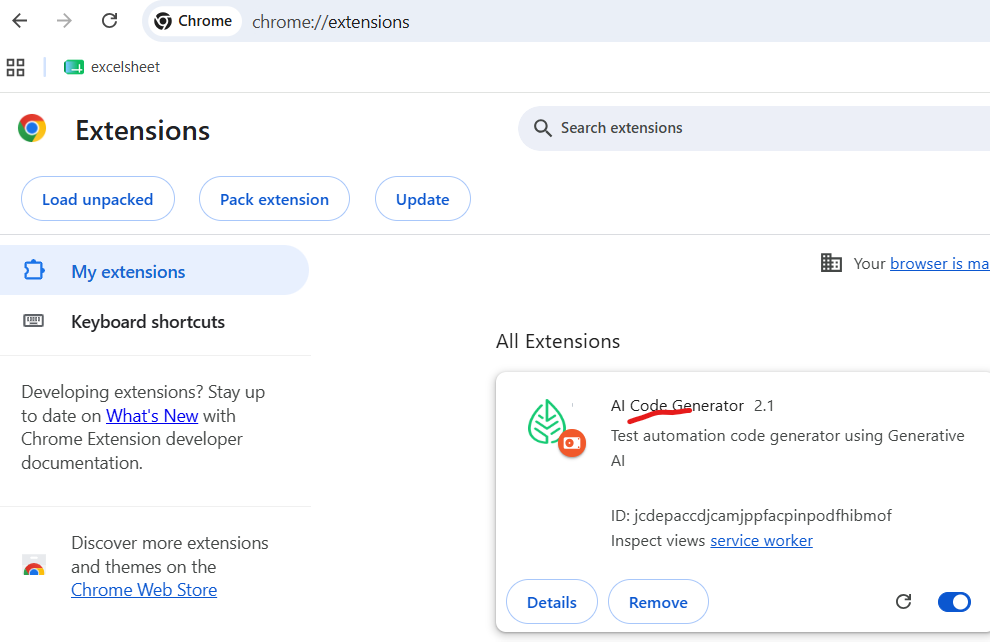 Chrome chrome://extensions
excelsheet
Extensions
Search extensions
Load unpacked
Pack extension
Update
My extensions
Keyboard shortcuts
Developing extensions? Stay up
to date on What's New with
Chrome Extension developer
documentation.
Discover more extensions
and themes on the
Chrome Web Store
Your browser is ma
All Extensions
AI Code Generator 2.1
Test automation code generator using Generative
AI
ID: jcdepaccdjcamjppfacpinpodfhibmof
Inspect views service worker
Details
Remove